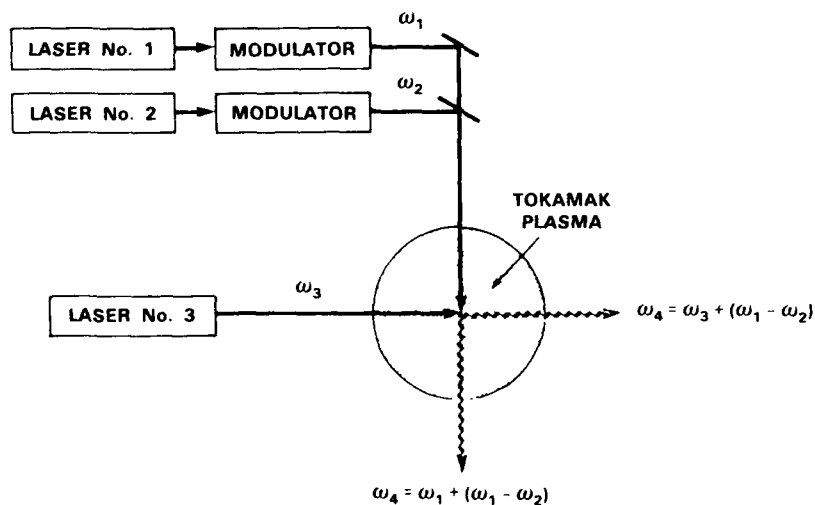 ω₁
LASER No. 1
MODULATOR
ω₂
LASER No. 2
MODULATOR
TOKAMAK
PLASMA
ω₃
LASER No. 3
ω₄ = ω₃ + (ω₁ - ω₂)
ω₄ = ω₁ + (ω₁ - ω₂)